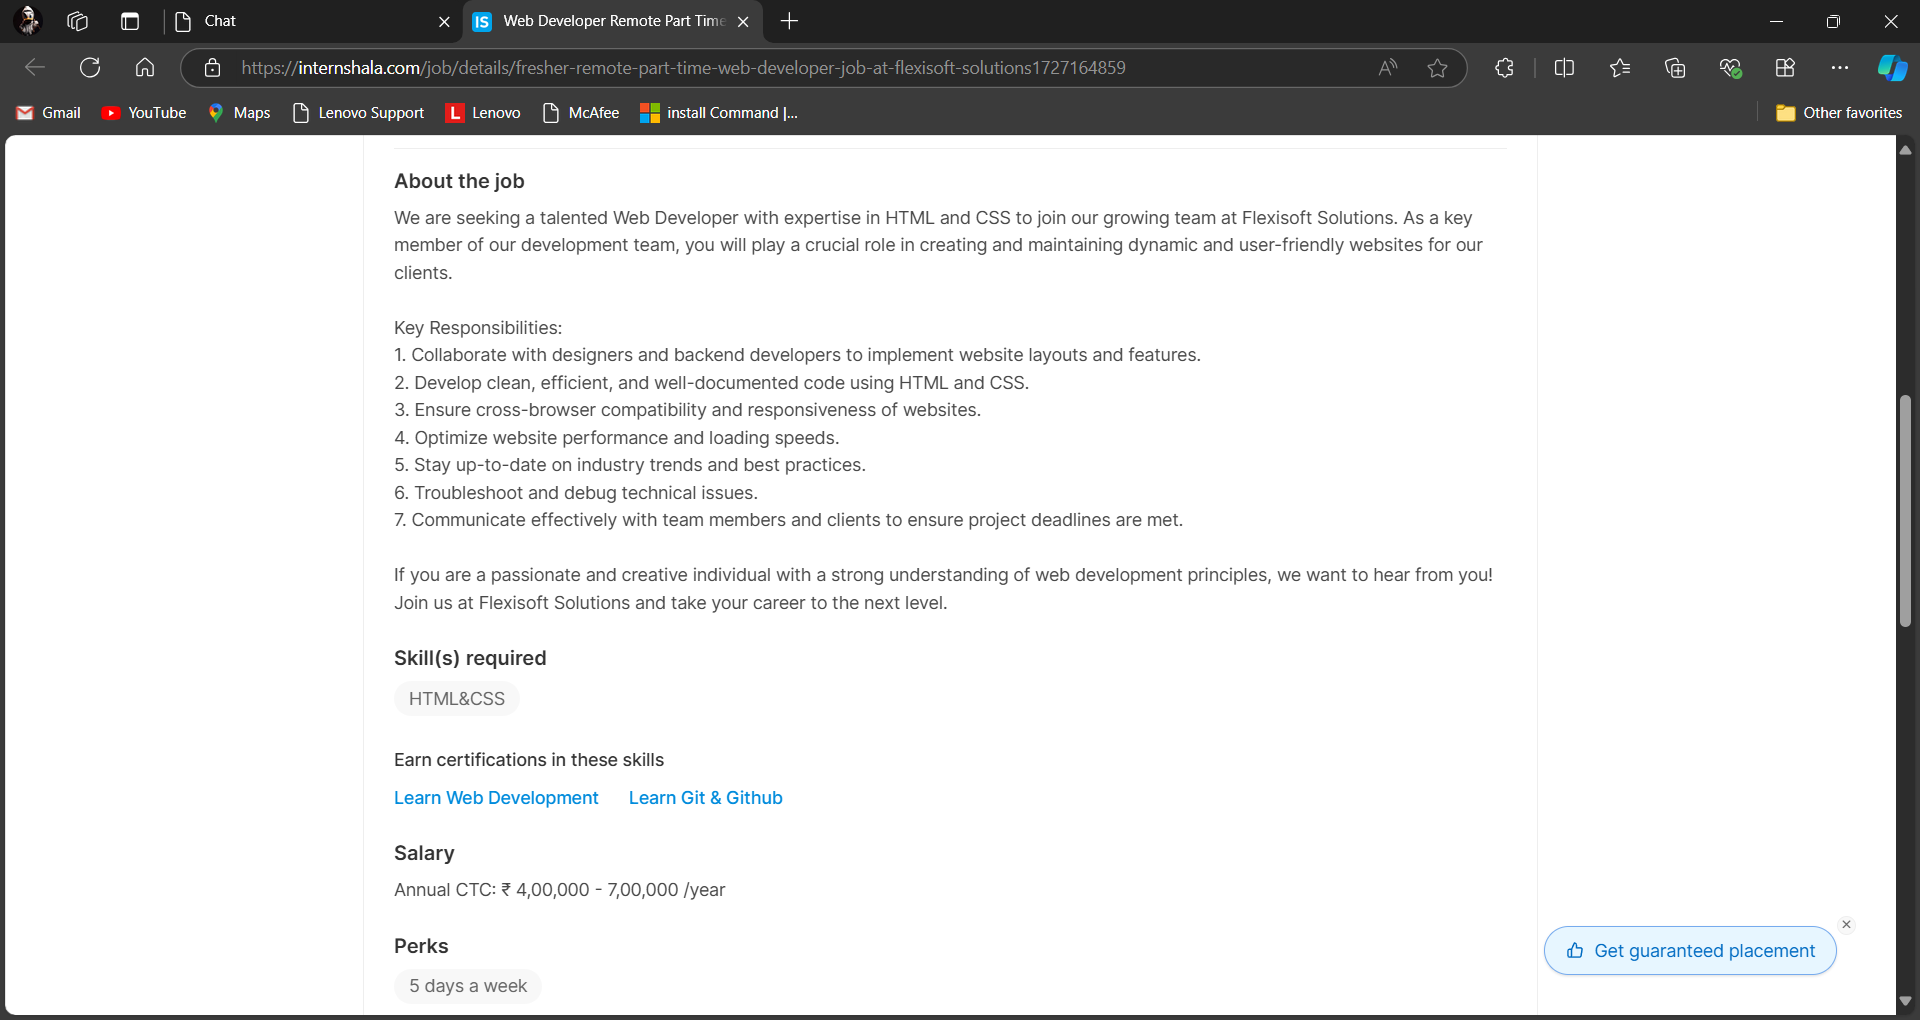 Chat
Web Developer Remote Part Time
https://internshala.com/job/details/fresher-remote-part-time-web-developer-job-at-flexisoft-solutions1727164859
Gmail YouTube Maps Lenovo Support Lenovo McAfee install Command |... Other favorites
About the job
We are seeking a talented Web Developer with expertise in HTML and CSS to join our growing team at Flexisoft Solutions. As a key
member of our development team, you will play a crucial role in creating and maintaining dynamic and user-friendly websites for our
clients.
Key Responsibilities:
1. Collaborate with designers and backend developers to implement website layouts and features.
2. Develop clean, efficient, and well-documented code using HTML and CSS.
3. Ensure cross-browser compatibility and responsiveness of websites.
4. Optimize website performance and loading speeds.
5. Stay up-to-date on industry trends and best practices.
6. Troubleshoot and debug technical issues.
7. Communicate effectively with team members and clients to ensure project deadlines are met.
If you are a passionate and creative individual with a strong understanding of web development principles, we want to hear from you!
Join us at Flexisoft Solutions and take your career to the next level.
Skill(s) required
HTML&CSS
Earn certifications in these skills
Learn Web Development Learn Git & Github
Salary
Annual CTC: ₹ 4,00,000 - 7,00,000 /year
Perks
5 days a week
Get guaranteed placement